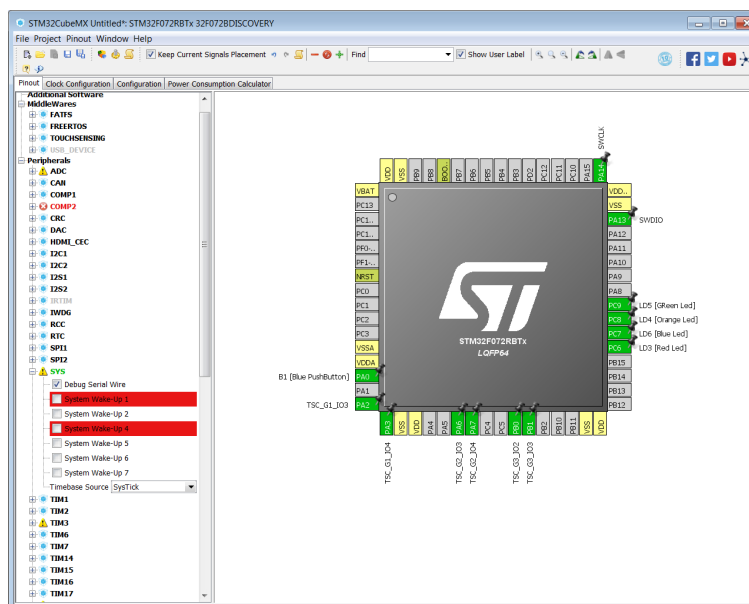 STM32CubeMX Untitled*: STM32F072RBTx 32F072BDISCOVERY
File Project Pinout Window Help
Keep Current Signals Placement
Find
Show User Label
Pinout
Clock Configuration
Configuration
Power Consumption Calculator
Additional Software
MiddleWares
FATFS
FREERTOS
TOUCHSENSING
USB_DEVICE
Peripherals
ADC
CAN
COMP1
COMP2
CRC
DAC
HDMI_CEC
I2C1
I2C2
I2S1
I2S2
IRTIM
IWDG
RCC
RTC
SPI1
SPI2
SYS
Debug Serial Wire
System Wake-Up 1
System Wake-Up 2
System Wake-Up 4
System Wake-Up 5
System Wake-Up 6
System Wake-Up 7
Timebase Source SysTick
TIM1
TIM2
TIM3
TIM6
TIM7
TIM14
TIM15
TIM16
TIM17
SWCLK
VDD
VSS
PB9
PB8
BOO..
PB7
PB6
PB5
PB4
PB3
PD2
PC12
PC11
PC10
PA15
PA14
VBAT
PC13
PC1..
PC1..
PF0-..
PF1-..
NRST
PC0
PC1
PC2
PC3
VSSA
VDDA
B1 [Blue PushButton] PA0
PA1
TSC_G1_IO3 PA2
ST
STM32F072RBTx
LQFP64
VDD..
VSS
PA13 SWDIO
PA12
PA11
PA10
PA9
PA8
PC9 LD5 [GReen Led]
PC8 LD4 [Orange Led]
PC7 LD6 [Blue Led]
PC6 LD3 [Red Led]
PB15
PB14
PB13
PB12
PA3
VSS
VDD
PA4
PA5
PA6
PA7
PC4
PC5
PB0
PB1
PB2
PB10
PB11
VSS
VDD
TSC_G1_IO4
TSC_G2_IO3
TSC_G2_IO4
TSC_G3_IO2
TSC_G3_IO3